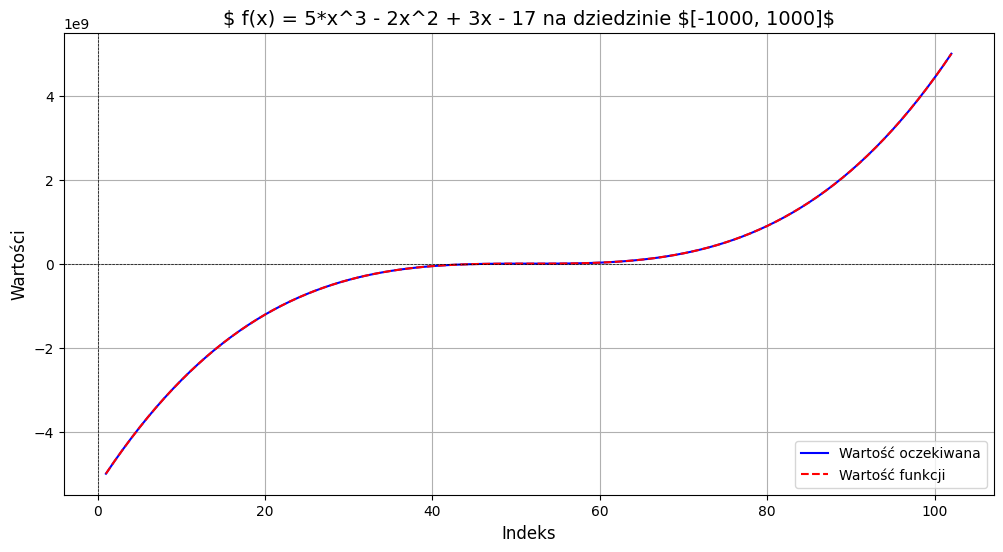 $ f(x) = 5*x^3 - 2x^2 + 3x - 17 na dziedzinie $[-1000, 1000]$
1e9
4
2
0
−2
−4
Wartości
0 20 40 60 80 100
Indeks
Wartość oczekiwana
Wartość funkcji